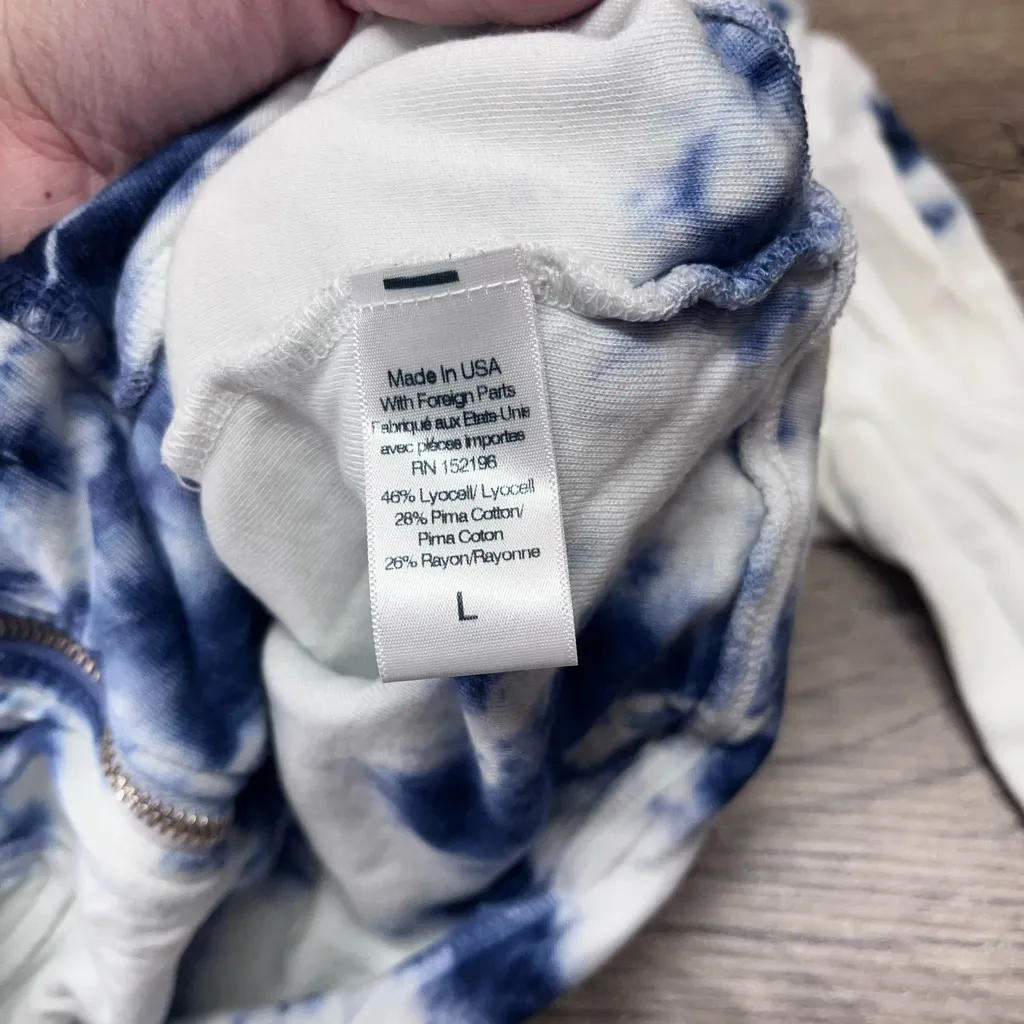 Made In USA
With Foreign Parts
Fabriqué aux Etats-Unis
avec pléces importes
RN 152196
46% Lyocell/ Lyocell
28% Pima Cotton/
Pima Coton
26% Rayon/Rayonne
L